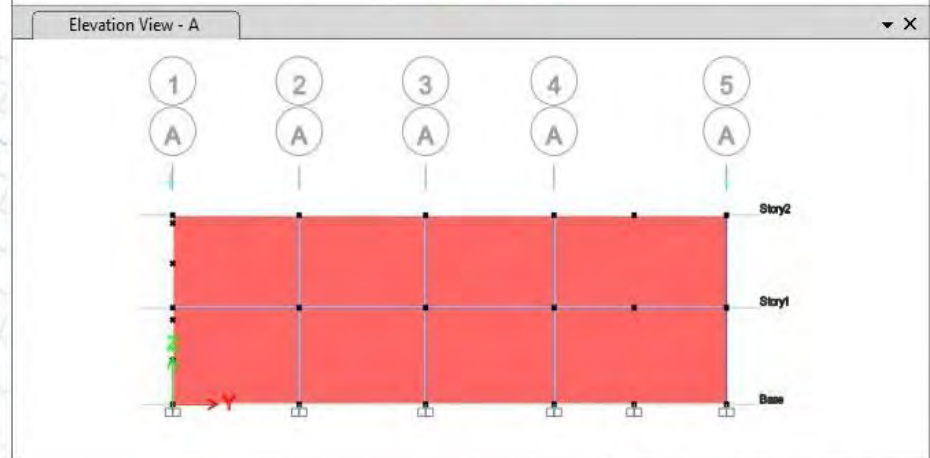 Elevation View - A
1 2 3 4 5
A A A A A
Story2
Story1
Z
Y
Base